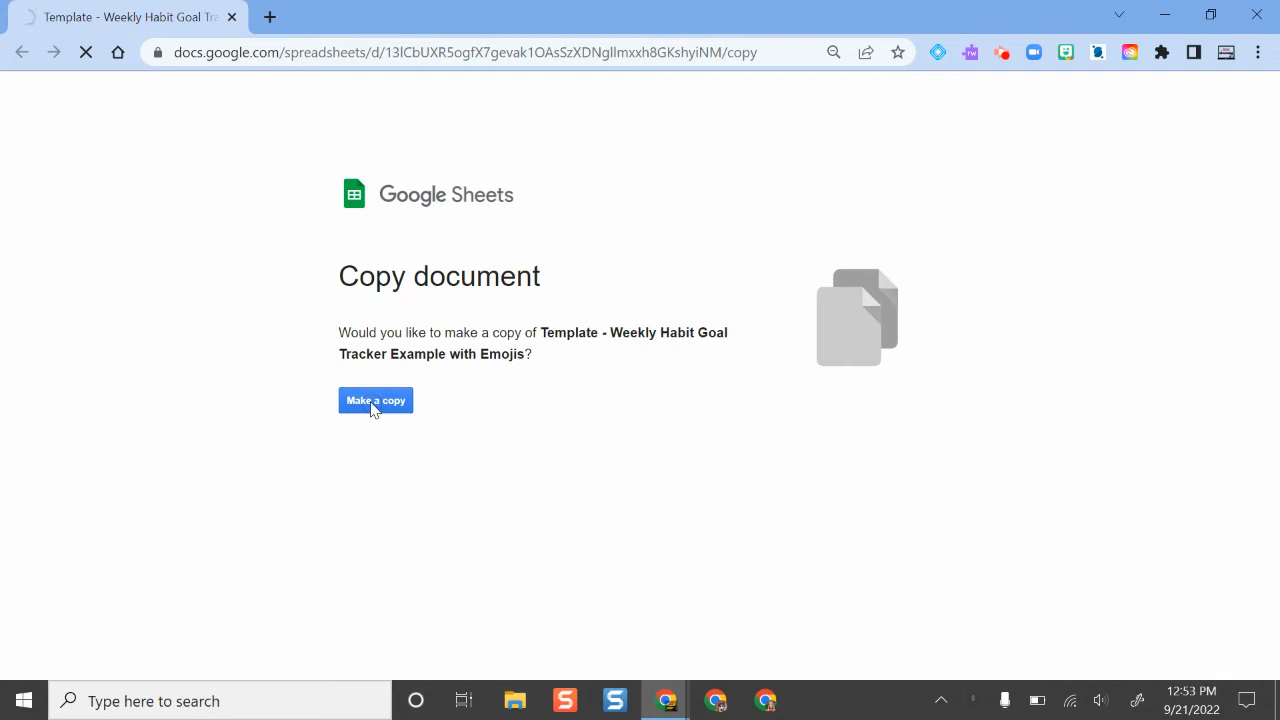 Template - Weekly Habit Goal Tra
docs.google.com/spreadsheets/d/13lCbUXR5ogfX7gevak1OAsSzXDNgllmxxh8GKshyiNM/copy
Google Sheets
Copy document
Would you like to make a copy of Template - Weekly Habit Goal
Tracker Example with Emojis?
Make a copy
Type here to search
12:53 PM
9/21/2022